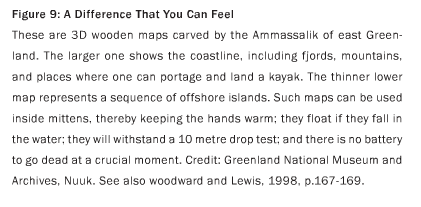 Figure 9: A Difference That You Can Feel
These are 3D wooden maps carved by the Ammassalik of east Green-
land. The larger one shows the coastline, including fjords, mountains,
and places where one can portage and land a kayak. The thinner lower
map represents a sequence of offshore islands. Such maps can be used
inside mittens, thereby keeping the hands warm; they float if they fall in
the water; they will withstand a 10 metre drop test; and there is no battery
to go dead at a crucial moment. Credit: Greenland National Museum and
Archives, Nuuk. See also woodward and Lewis, 1998, p.167-169.